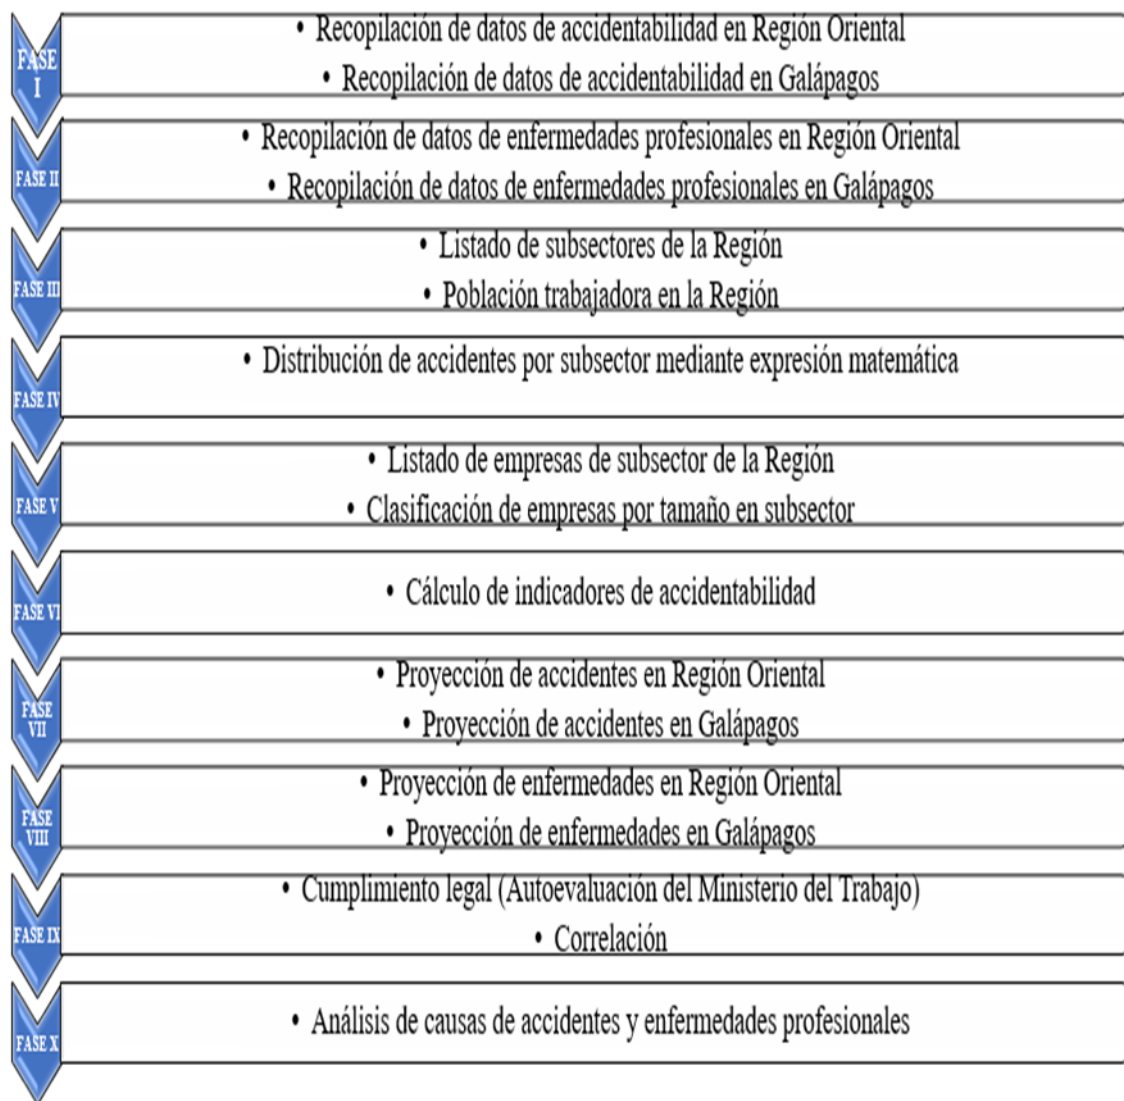 FASE
I
• Recopilación de datos de accidentabilidad en Región Oriental
• Recopilación de datos de accidentabilidad en Galápagos
FASE II
• Recopilación de datos de enfermedades profesionales en Región Oriental
• Recopilación de datos de enfermedades profesionales en Galápagos
FASE III
• Listado de subsectores de la Región
• Población trabajadora en la Región
FASE IV
• Distribución de accidentes por subsector mediante expresión matemática
FASE V
• Listado de empresas de subsector de la Región
• Clasificación de empresas por tamaño en subsector
FASE VI
• Cálculo de indicadores de accidentabilidad
FASE
VII
• Proyección de accidentes en Región Oriental
• Proyección de accidentes en Galápagos
FASE
VIII
• Proyección de enfermedades en Región Oriental
• Proyección de enfermedades en Galápagos
FASE IX
• Cumplimiento legal (Autoevaluación del Ministerio del Trabajo)
• Correlación
FASE X
• Análisis de causas de accidentes y enfermedades profesionales